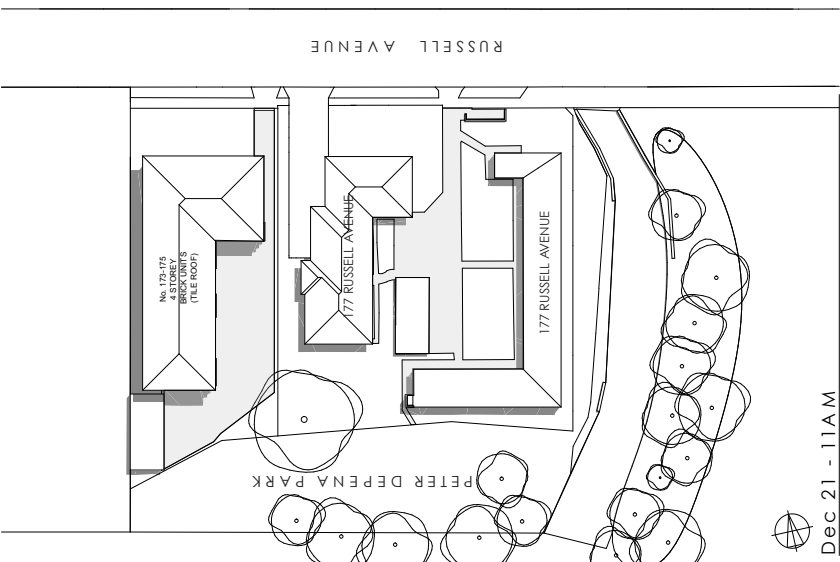 RUSSELL AVENUE
No. 173-175
4 STOREY
BRICK UNITS
(TILE ROOF)
177 RUSSELL AVENUE
177 RUSSELL AVENUE
PETER DEPENA PARK
Dec 21 - 11AM